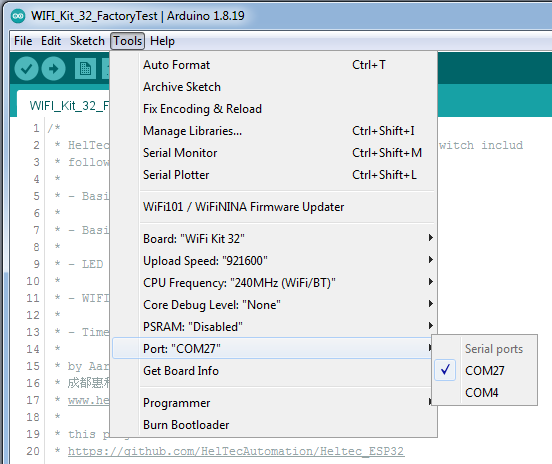 WIFI_Kit_32_FactoryTest | Arduino 1.8.19
File Edit Sketch Tools Help
Auto Format Ctrl+T
Archive Sketch
Fix Encoding & Reload
Manage Libraries... Ctrl+Shift+I
Serial Monitor Ctrl+Shift+M
Serial Plotter Ctrl+Shift+L
WiFi101 / WiFiNINA Firmware Updater
Board: "WiFi Kit 32"
Upload Speed: "921600"
CPU Frequency: "240MHz (WiFi/BT)"
Core Debug Level: "None"
PSRAM: "Disabled"
Port: "COM27"
Get Board Info
Programmer
Burn Bootloader
Serial ports
✓ COM27
COM4
WIFI_Kit_32_F
1 /*
2 * HelTec witch includ
3 * follow
4 *
5 * - Basi
6 *
7 * - Basi
8 *
9 * - LED
10 *
11 * - WIFI
12 *
13 * - Time
14 *
15 * by Aar
16 * 成都惠
17 * www.he
18 *
19 * this p
20 * https://github.com/HelTecAutomation/Heltec_ESP32